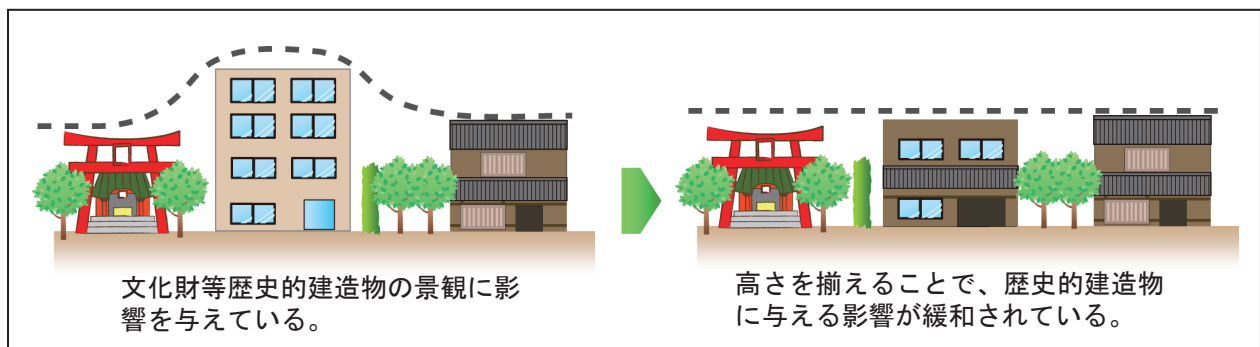 文化財等歴史的建造物の景観に影
響を与えている。
高さを揃えることで、歴史的建造物
に与える影響が緩和されている。